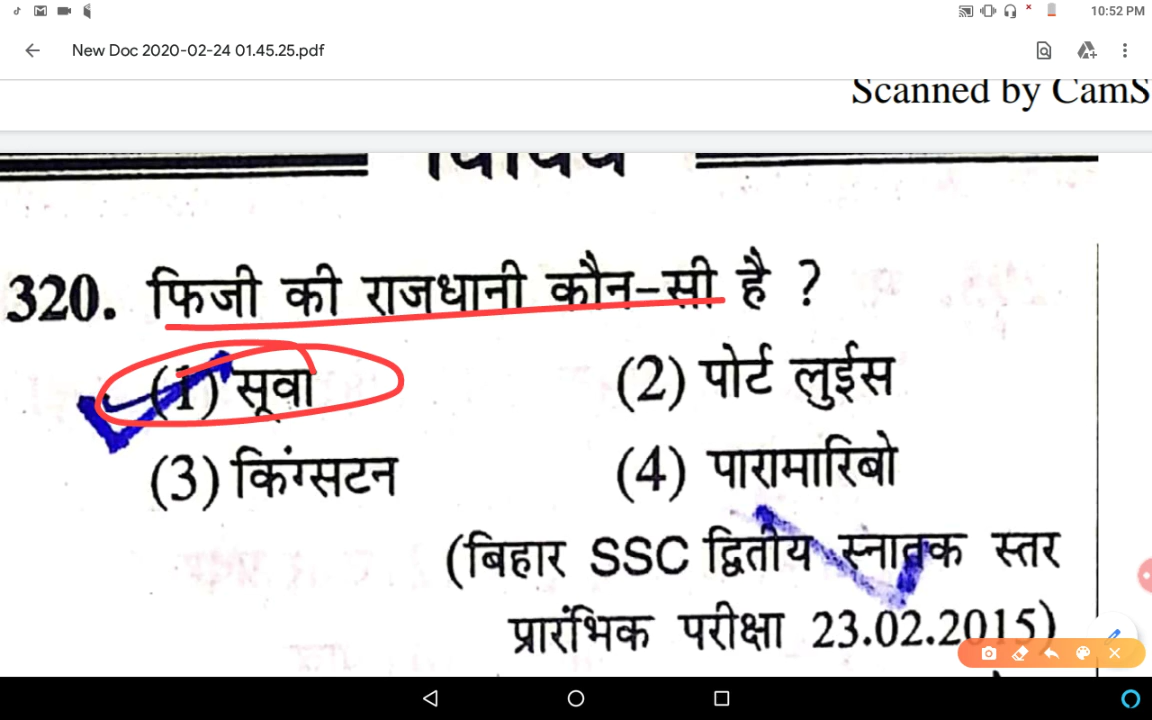 10:52 PM
New Doc 2020-02-24 01.45.25.pdf
Scanned by CamS
विविध
320. फिजी की राजधानी कौन-सी है ?
(1) सूवा (2) पोर्ट लुईस
(3) किंग्सटन (4) पारामारिबो
(बिहार SSC द्वितीय स्नातक स्तर
प्रारंभिक परीक्षा 23.02.2015)